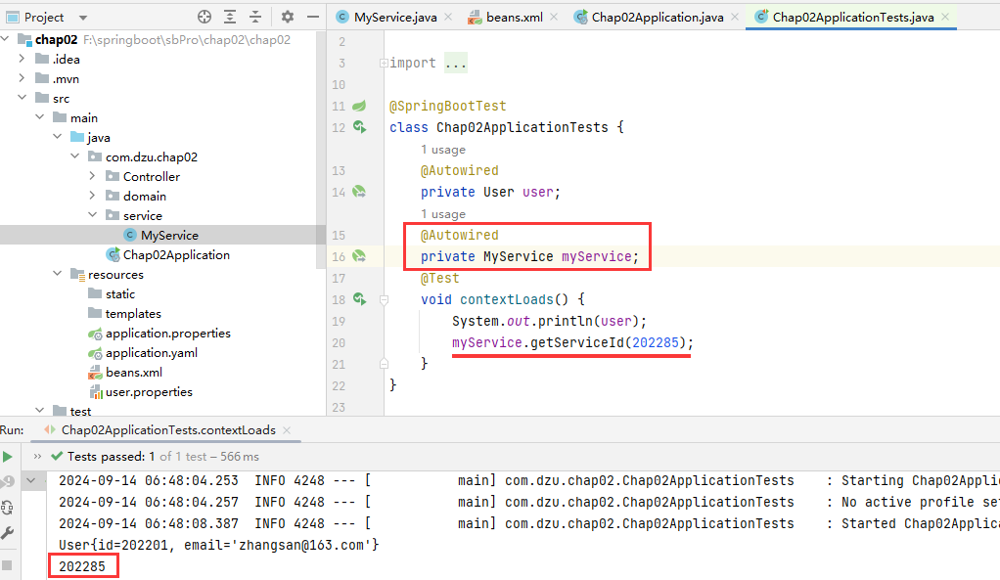 Project
MyService.java
beans.xml
Chap02Application.java
Chap02ApplicationTests.java
chap02 F:\springboot\sbPro\chap02\chap02
.idea
.mvn
src
main
java
com.dzu.chap02
Controller
domain
service
MyService
Chap02Application
resources
static
templates
application.properties
application.yaml
beans.xml
user.properties
test
2
3 import ...
10
11 @SpringBootTest
12 class Chap02ApplicationTests {
1 usage
13 @Autowired
14 private User user;
1 usage
15 @Autowired
16 private MyService myService;
17 @Test
18 void contextLoads() {
19 System.out.println(user);
20 myService.getServiceId(202285);
21 }
22 }
23
Run: Chap02ApplicationTests.contextLoads
Tests passed: 1 of 1 test – 566 ms
2024-09-14 06:48:04.253 INFO 4248 --- [ main] com.dzu.chap02.Chap02ApplicationTests : Starting Chap02Appli
2024-09-14 06:48:04.257 INFO 4248 --- [ main] com.dzu.chap02.Chap02ApplicationTests : No active profile se
2024-09-14 06:48:08.387 INFO 4248 --- [ main] com.dzu.chap02.Chap02ApplicationTests : Started Chap02Applic
User{id=202201, email='zhangsan@163.com'}
202285